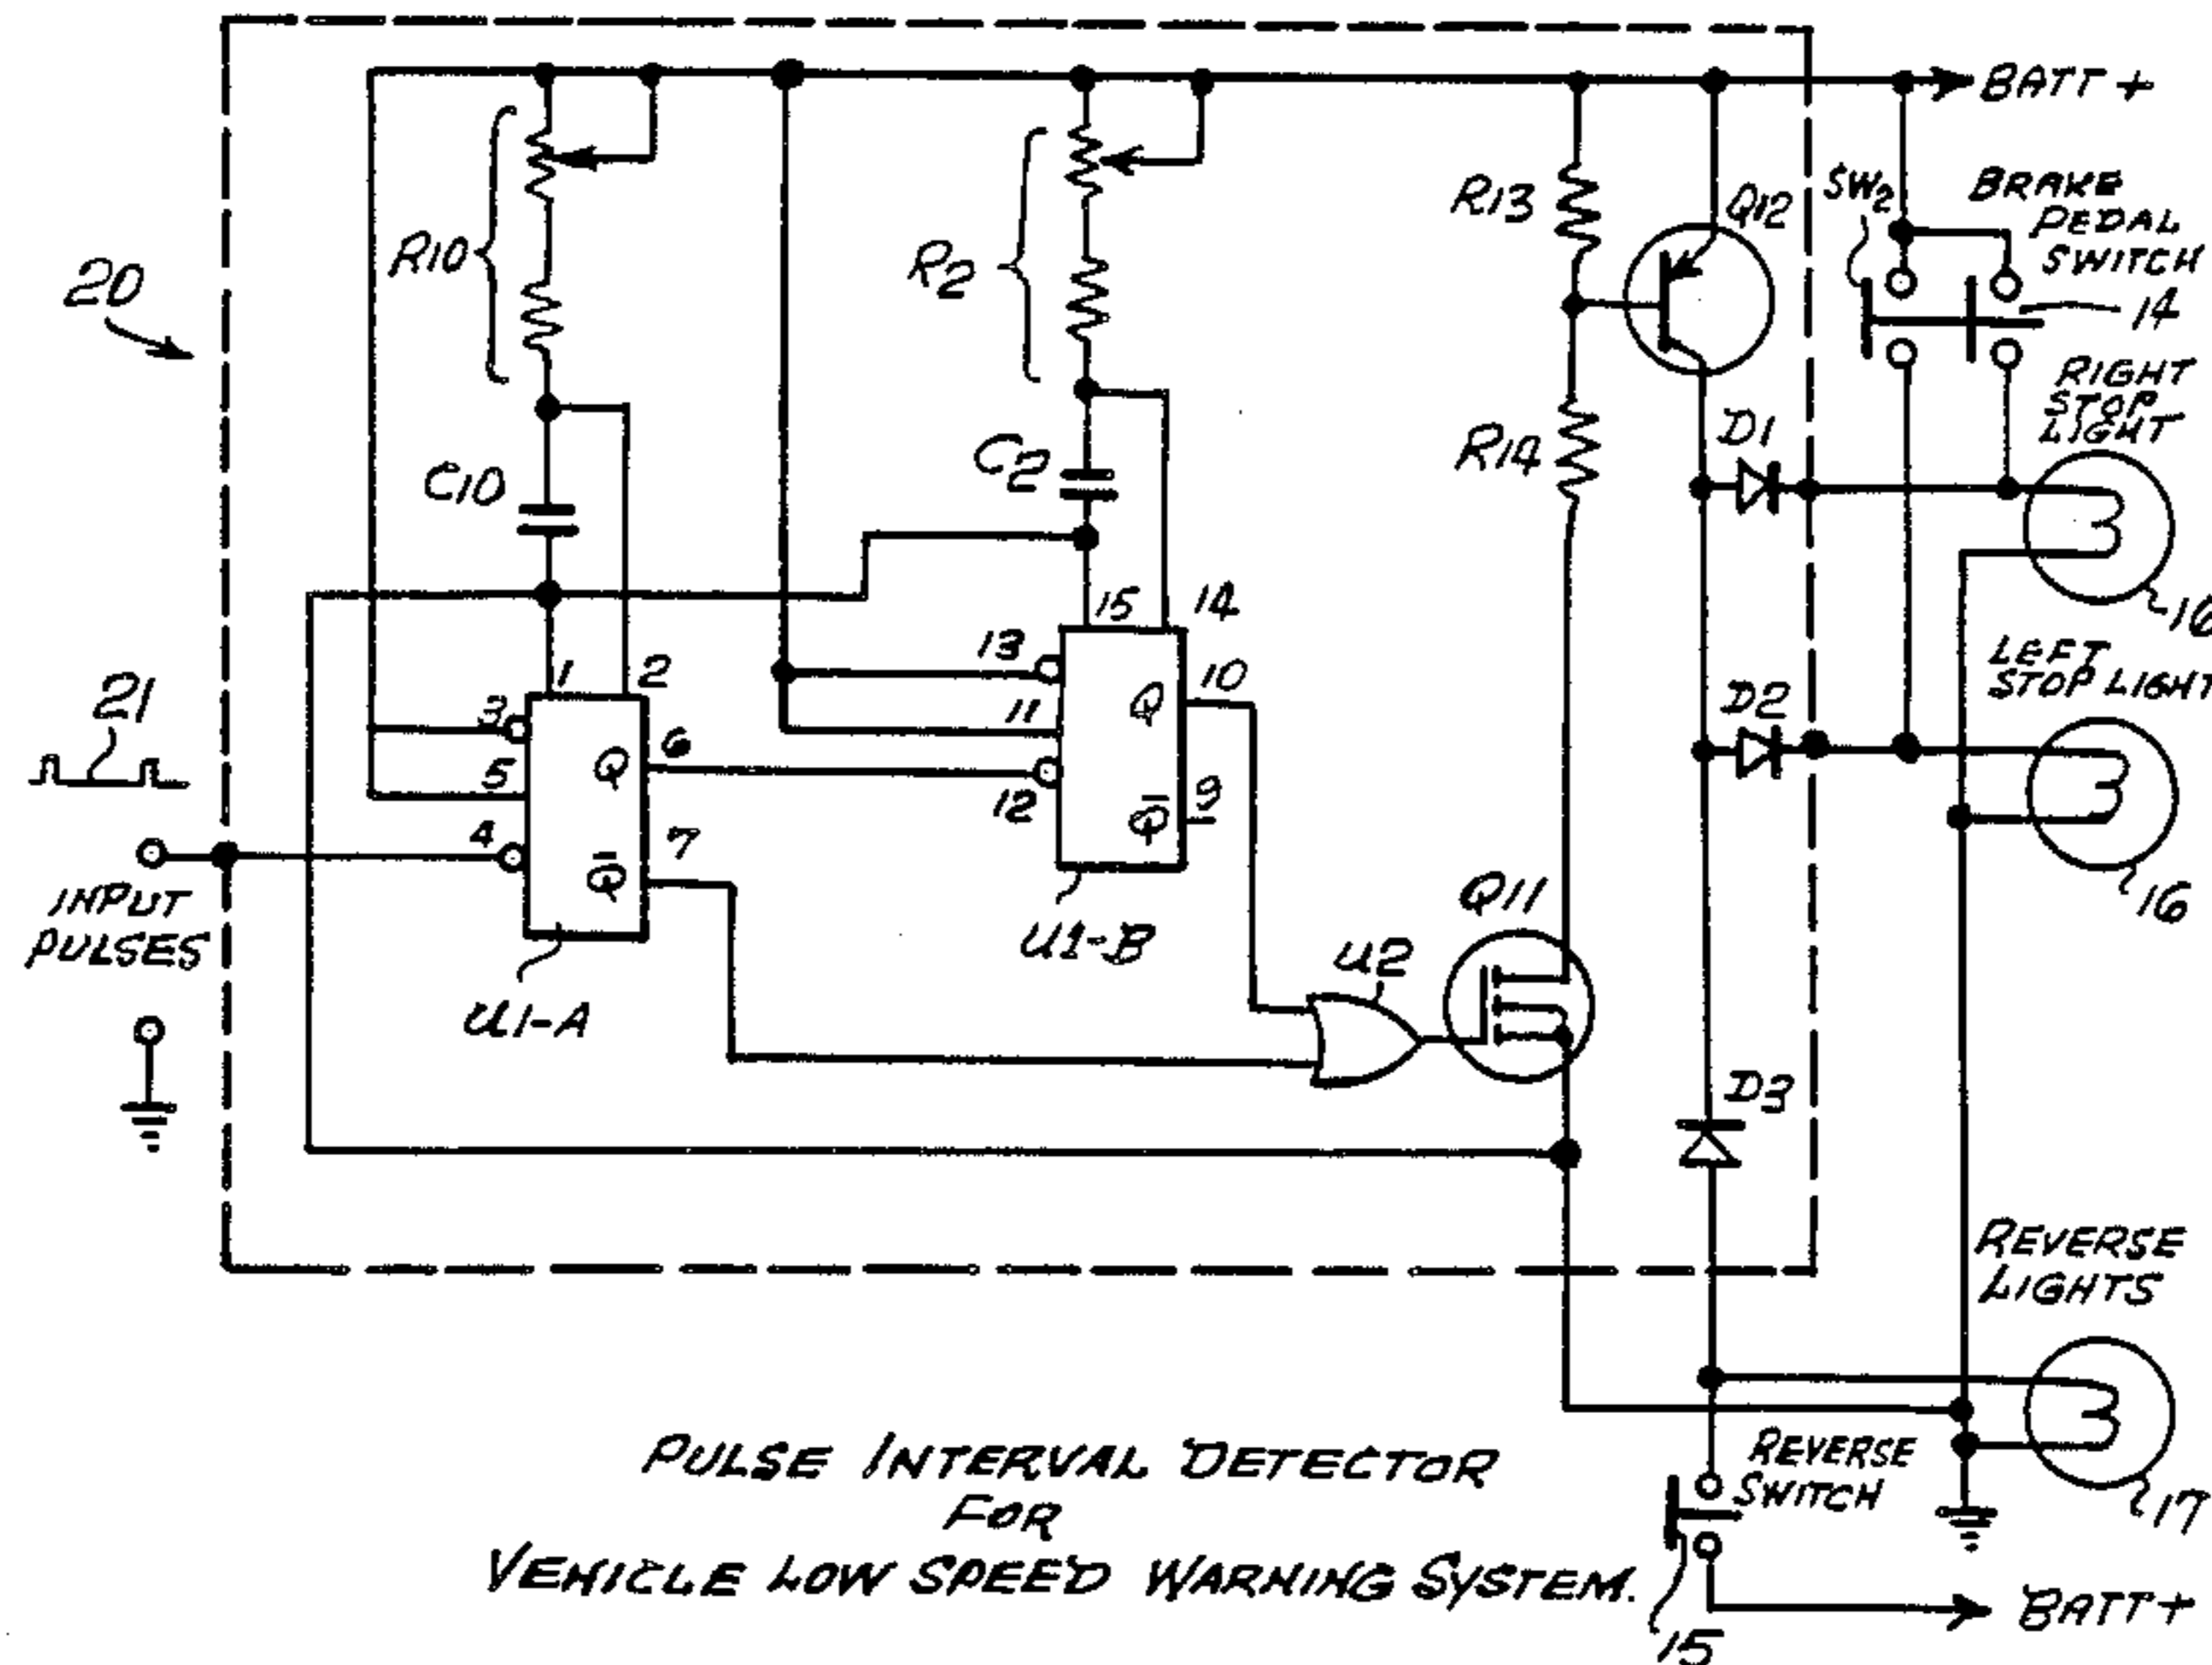 BATT +
R10
R2
R13
Q12
SW2
BRAKE
PEDAL
SWITCH
14
20
C10
C2
R14
D1
RIGHT
STOP
LIGHT
16
15
14
13
11
12
Q
10
Q̅
9
U1-B
LEFT
STOP LIGHT
D2
16
21
1
2
3
5
4
Q
6
Q̅
7
U1-A
INPUT
PULSES
U2
Q11
D3
REVERSE
LIGHTS
17
REVERSE
SWITCH
15
BATT +
PULSE INTERVAL DETECTOR
FOR
VEHICLE LOW SPEED WARNING SYSTEM.